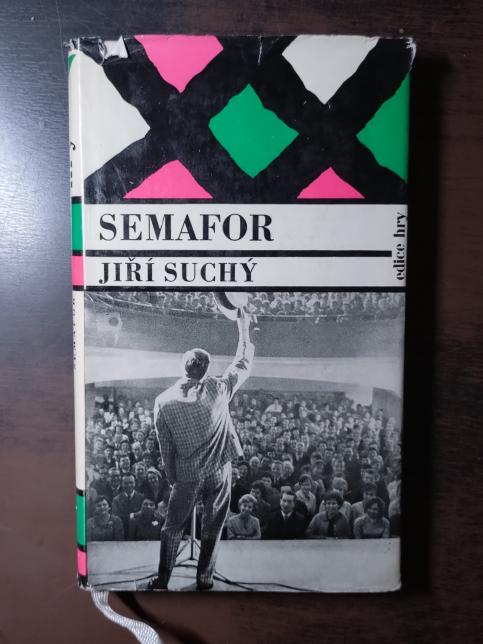 SEMAFOR
JIŘÍ SUCHÝ
edice hry